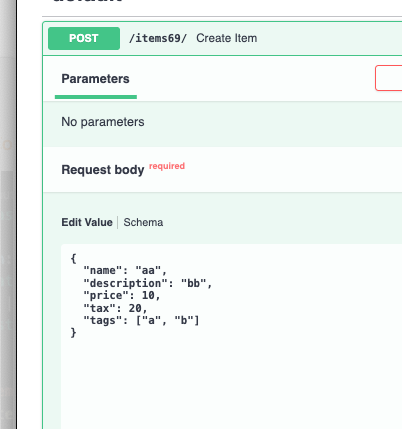 POST /items69/ Create Item
Parameters
No parameters
Request body required
Edit Value Schema
{
"name": "aa",
"description": "bb",
"price": 10,
"tax": 20,
"tags": ["a", "b"]
}